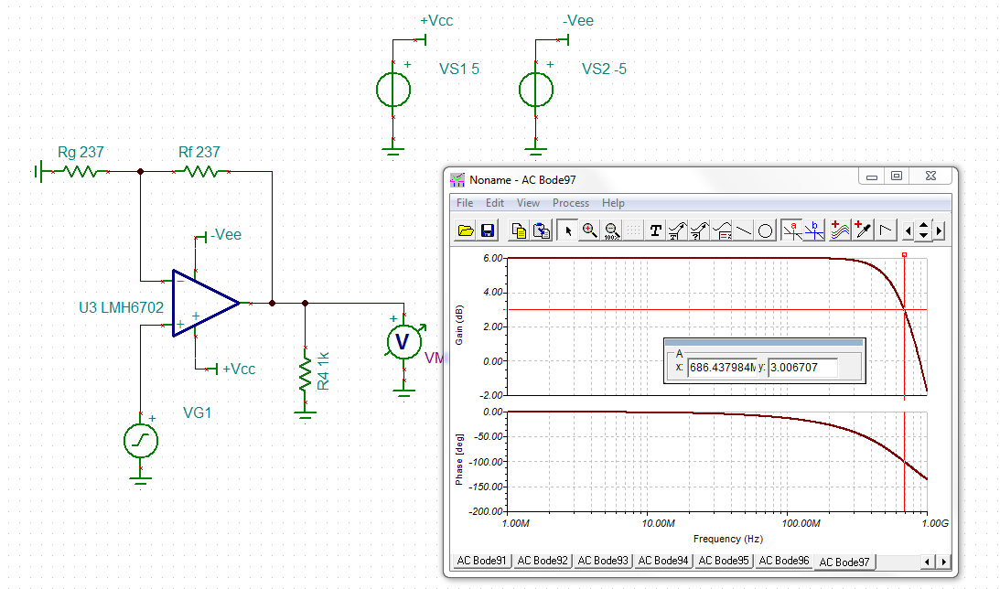 +Vcc
-Vee
+
VS1 5
+
VS2 -5
Rg 237
Rf 237
-Vee
U3 LMH6702
+
+
+Vcc
+
V
VM
R4 1k
VG1
+
Noname - AC Bode97
File Edit View Process Help
100%
T
a
b
6.00
4.00
2.00
0.00
-2.00
Gain (dB)
A
x: 686.437984M y: 3.006707
0.00
-50.00
-100.00
-150.00
-200.00
Phase [deg]
1.00M 10.00M 100.00M 1.00G
Frequency (Hz)
AC Bode91 AC Bode92 AC Bode93 AC Bode94 AC Bode95 AC Bode96 AC Bode97